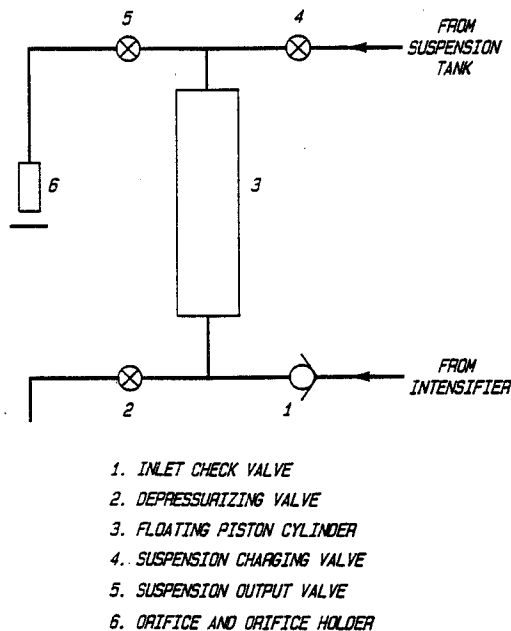 5
4
FROM
SUSPENSION
TANK
3
6
FROM
INTENSIFIER
2
1
1. INLET CHECK VALVE
2. DEPRESSURIZING VALVE
3. FLOATING PISTON CYLINDER
4. SUSPENSION CHARGING VALVE
5. SUSPENSION OUTPUT VALVE
6. ORIFICE AND ORIFICE HOLDER